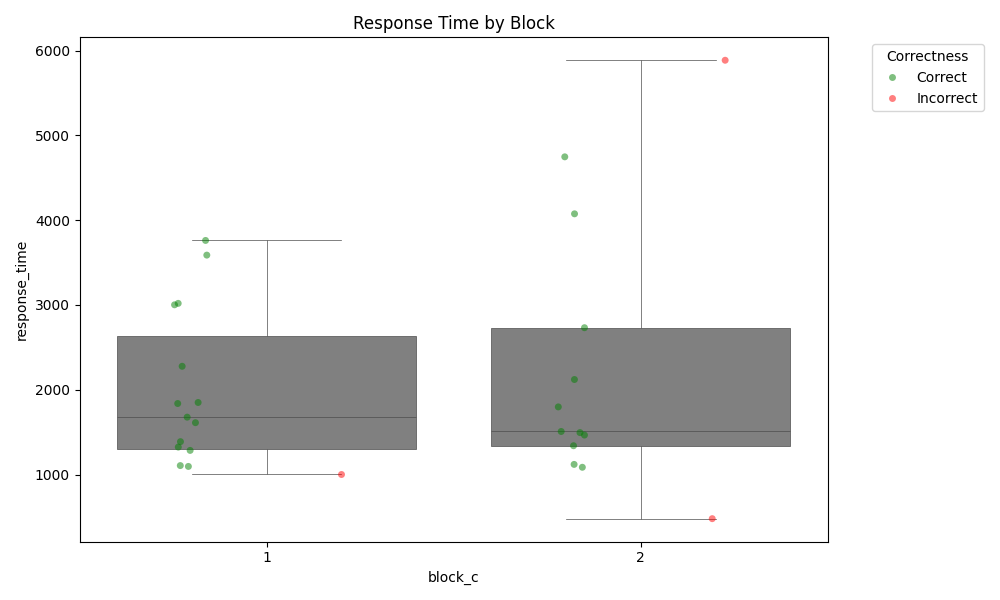 Response Time by Block
Correctness
Correct
Incorrect
6000
5000
4000
3000
2000
1000
response_time
1
2
block_c